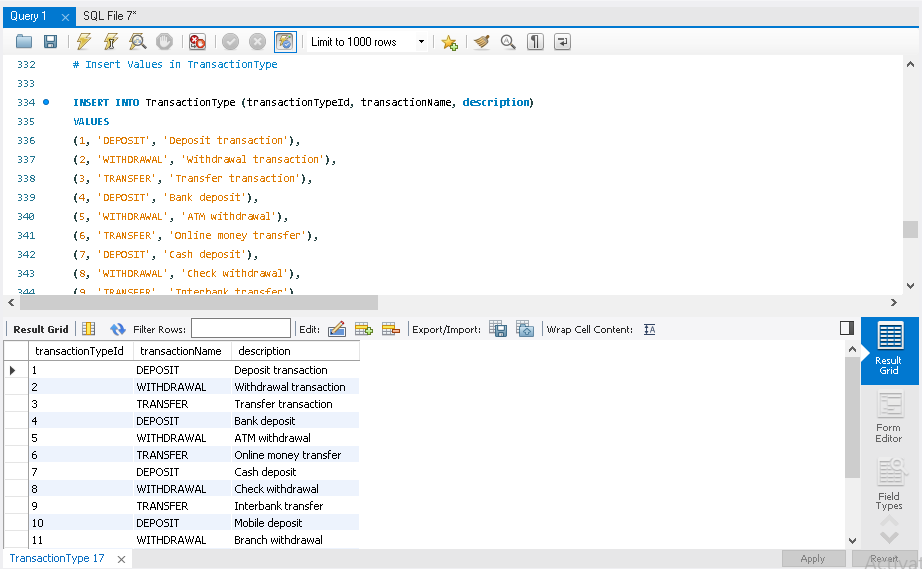 Query 1 SQL File 7*
Limit to 1000 rows
332 # Insert Values in TransactionType
333
334 INSERT INTO TransactionType (transactionTypeId, transactionName, description)
335 VALUES
336 (1, 'DEPOSIT', 'Deposit transaction'),
337 (2, 'WITHDRAWAL', 'Withdrawal transaction'),
338 (3, 'TRANSFER', 'Transfer transaction'),
339 (4, 'DEPOSIT', 'Bank deposit'),
340 (5, 'WITHDRAWAL', 'ATM withdrawal'),
341 (6, 'TRANSFER', 'Online money transfer'),
342 (7, 'DEPOSIT', 'Cash deposit'),
343 (8, 'WITHDRAWAL', 'Check withdrawal'),
344 (9, 'TRANSFER', 'Interbank transfer')
Result Grid Filter Rows: Edit: Export/Import: Wrap Cell Content:
transactionTypeId transactionName description
1 DEPOSIT Deposit transaction
2 WITHDRAWAL Withdrawal transaction
3 TRANSFER Transfer transaction
4 DEPOSIT Bank deposit
5 WITHDRAWAL ATM withdrawal
6 TRANSFER Online money transfer
7 DEPOSIT Cash deposit
8 WITHDRAWAL Check withdrawal
9 TRANSFER Interbank transfer
10 DEPOSIT Mobile deposit
11 WITHDRAWAL Branch withdrawal
Result
Grid
Form
Editor
Field
Types
TransactionType 17
Apply Revert